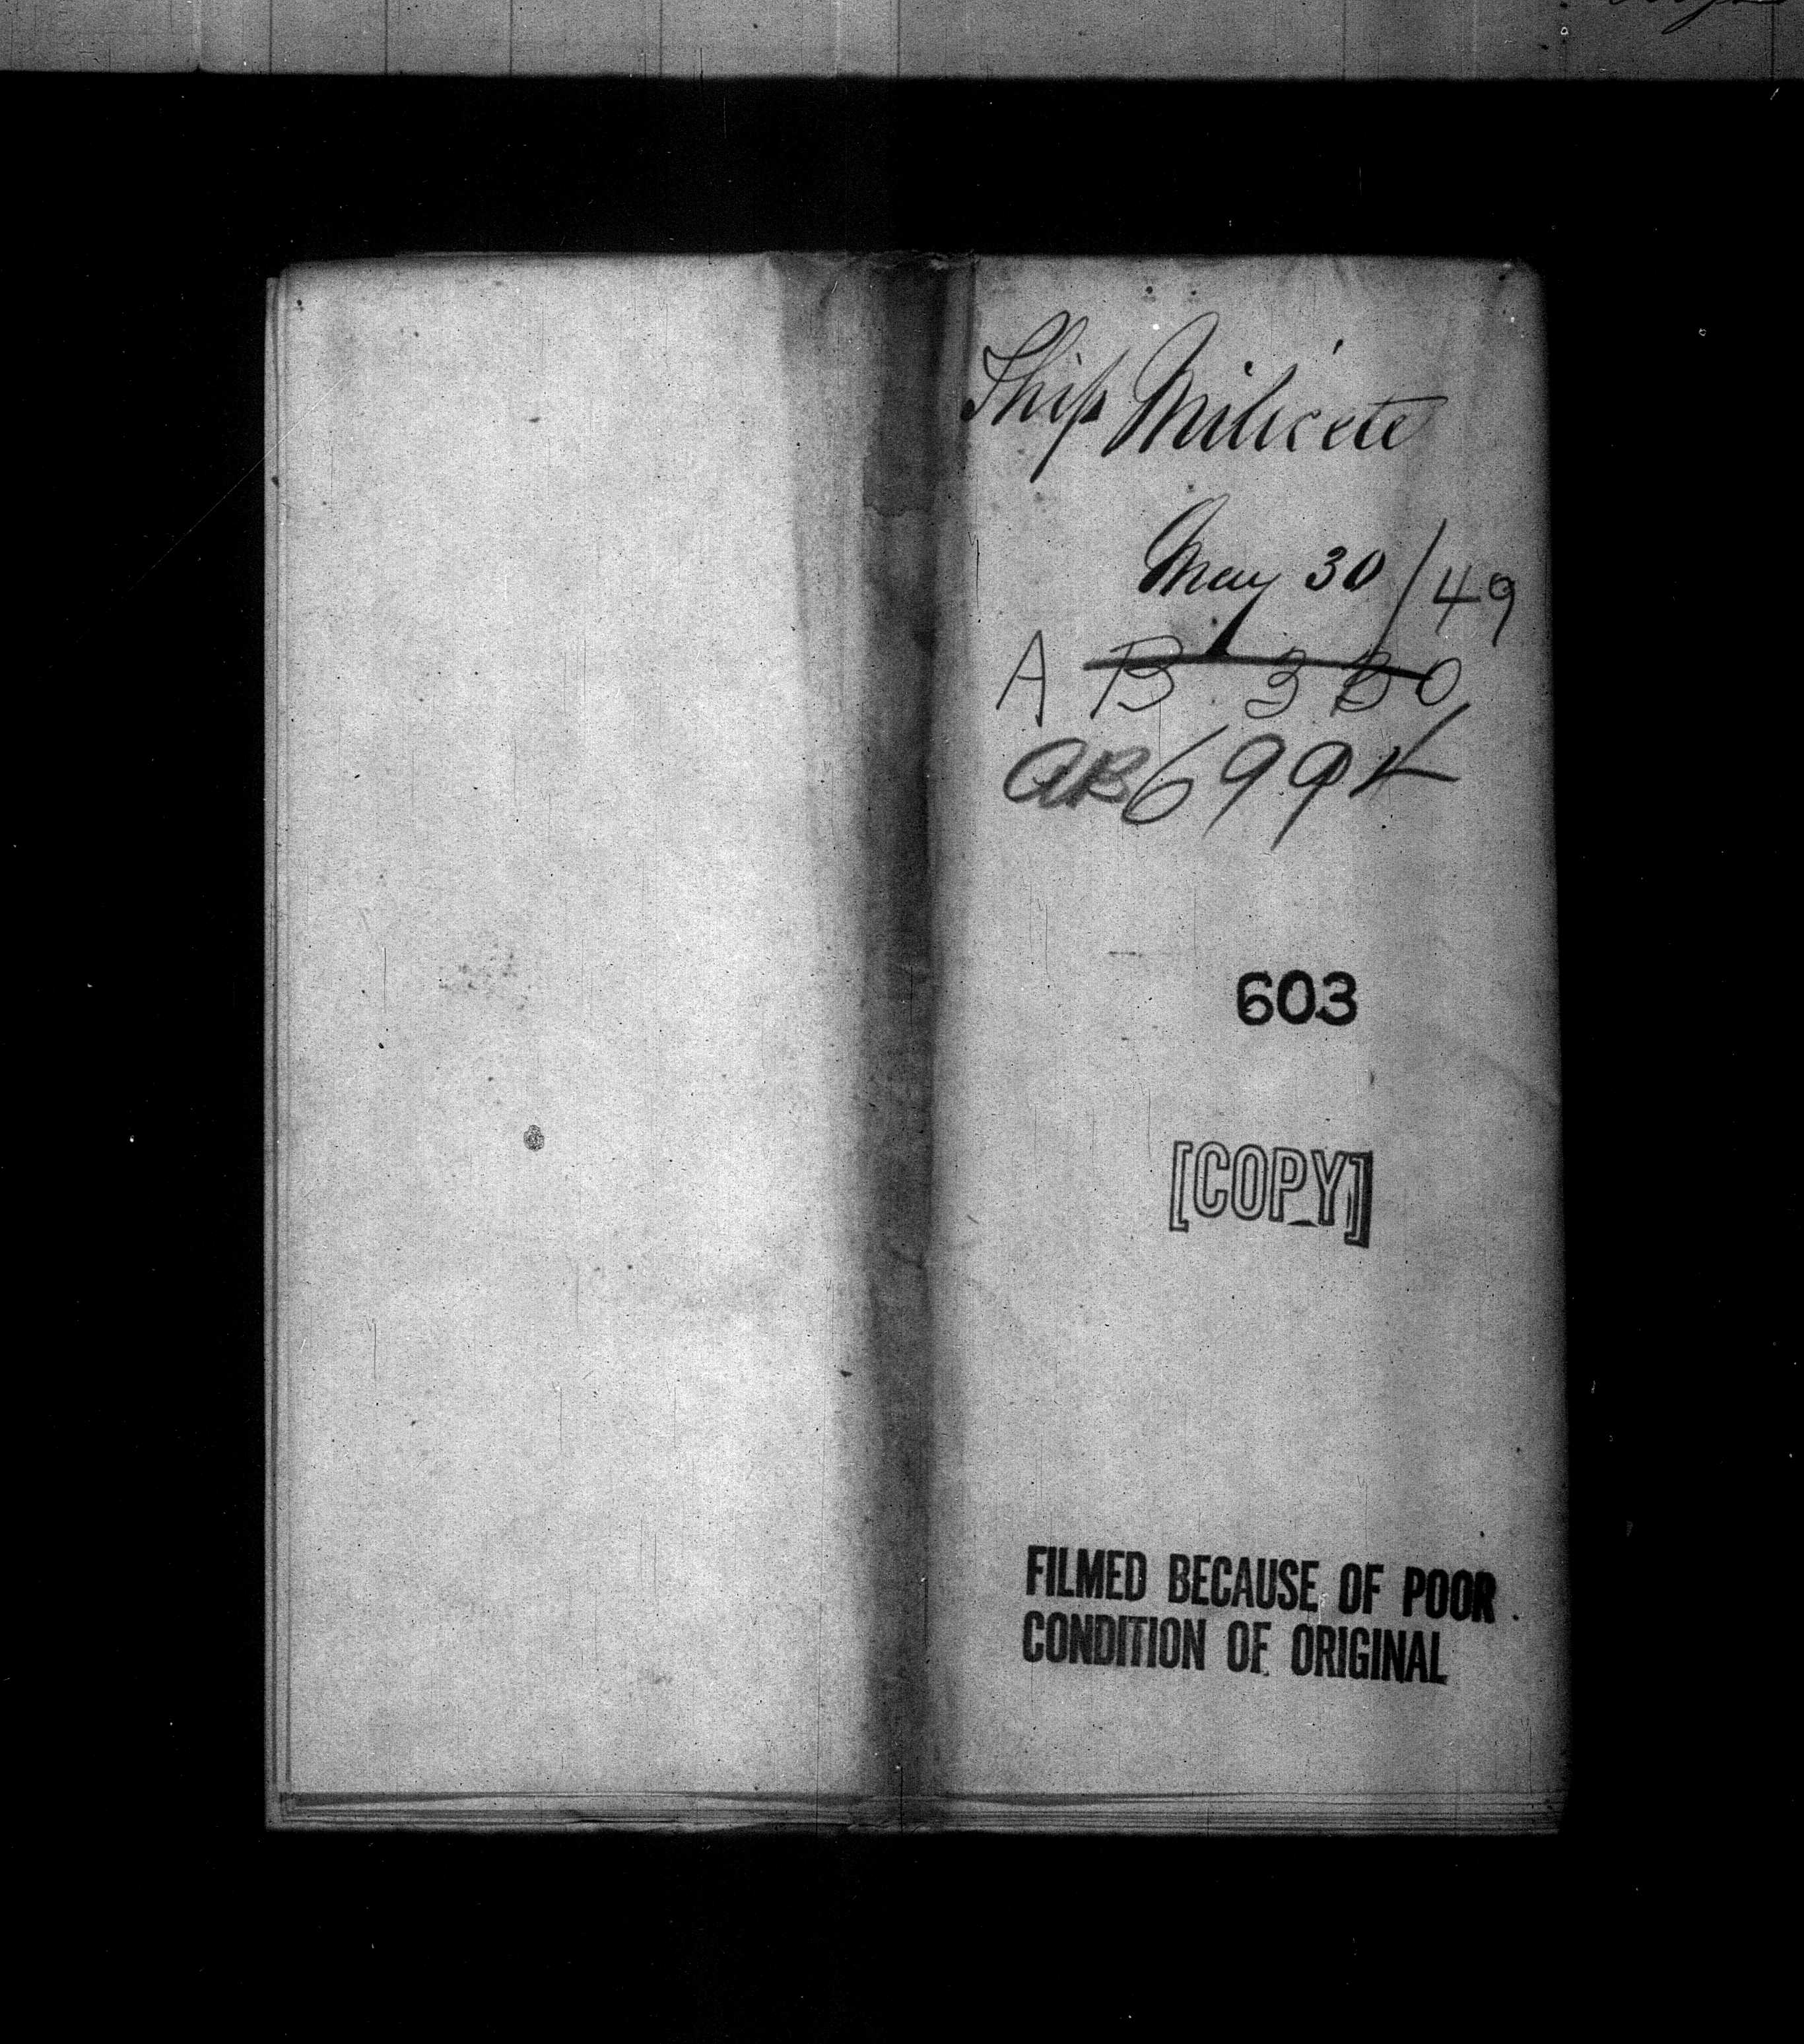 Ship Milicete
May 30/49
A B 330
AB 699
603
[COPY]
FILMED BECAUSE OF POOR
CONDITION OF ORIGINAL